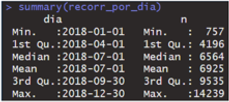 > summary(recorr_por_dia)
dia n
Min. :2018-01-01 Min. : 757
1st Qu.:2018-04-01 1st Qu.: 4196
Median :2018-07-01 Median : 6564
Mean :2018-07-01 Mean : 6925
3rd Qu.:2018-09-30 3rd Qu.: 9535
Max. :2018-12-30 Max. :14239